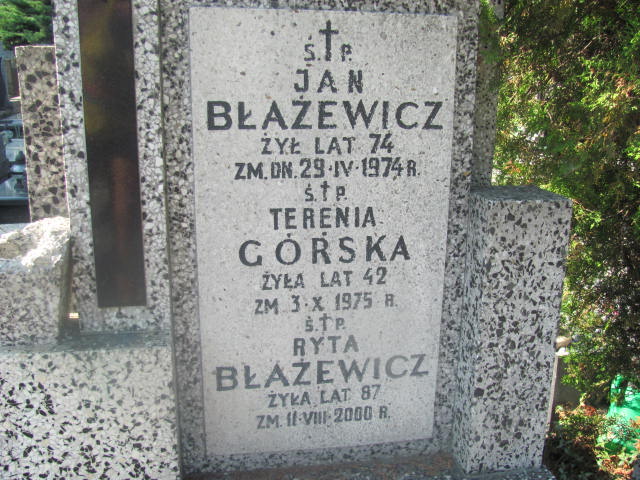 Ś.†P.
JAN
BŁAŻEWICZ
ŻYŁ LAT 74
ZM. DN. 29·IV·1974 R.
Ś.†P.
TERENIA
GÓRSKA
ŻYŁA LAT 42
ZM 3·X·1975 R.
Ś.†P.
RYTA
BŁAŻEWICZ
ŻYŁA LAT 87
ZM. 11·VIII·2000 R.